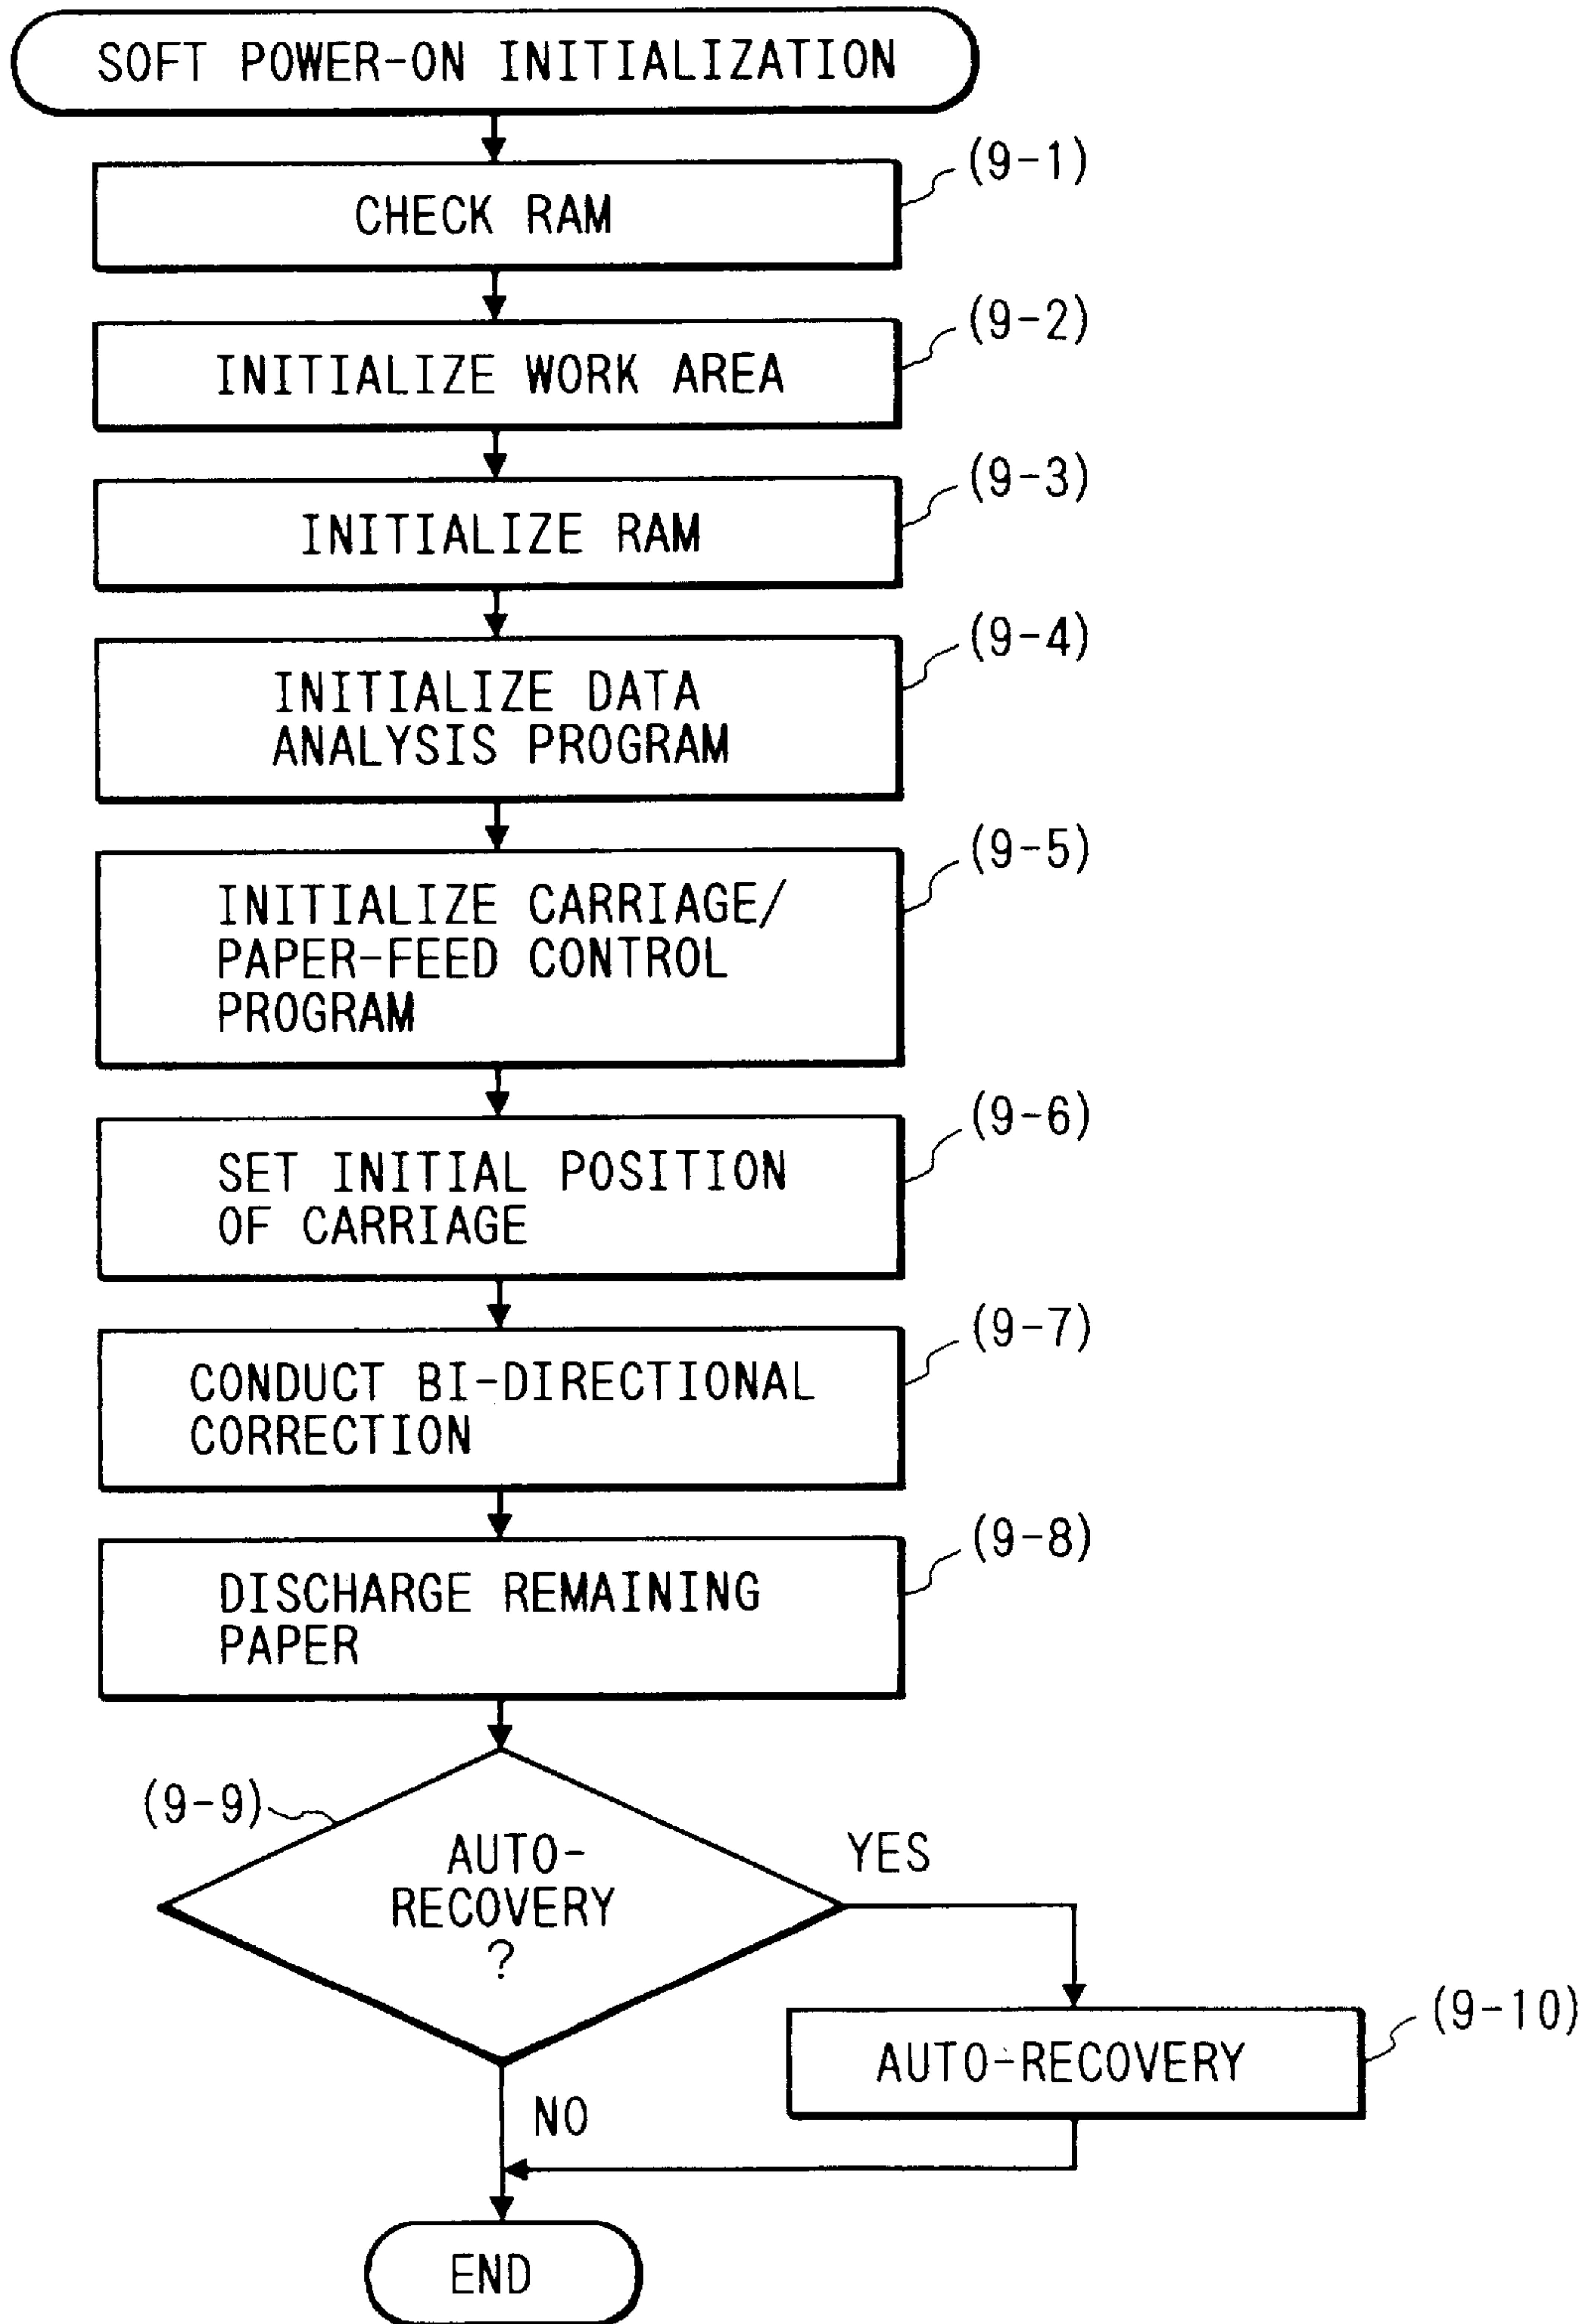 SOFT POWER-ON INITIALIZATION
(9-1)
CHECK RAM
(9-2)
INITIALIZE WORK AREA
(9-3)
INITIALIZE RAM
(9-4)
INITIALIZE DATA
ANALYSIS PROGRAM
(9-5)
INITIALIZE CARRIAGE/
PAPER-FEED CONTROL
PROGRAM
(9-6)
SET INITIAL POSITION
OF CARRIAGE
(9-7)
CONDUCT BI-DIRECTIONAL
CORRECTION
(9-8)
DISCHARGE REMAINING
PAPER
(9-9)
AUTO-
RECOVERY
?
YES
(9-10)
AUTO-RECOVERY
NO
END